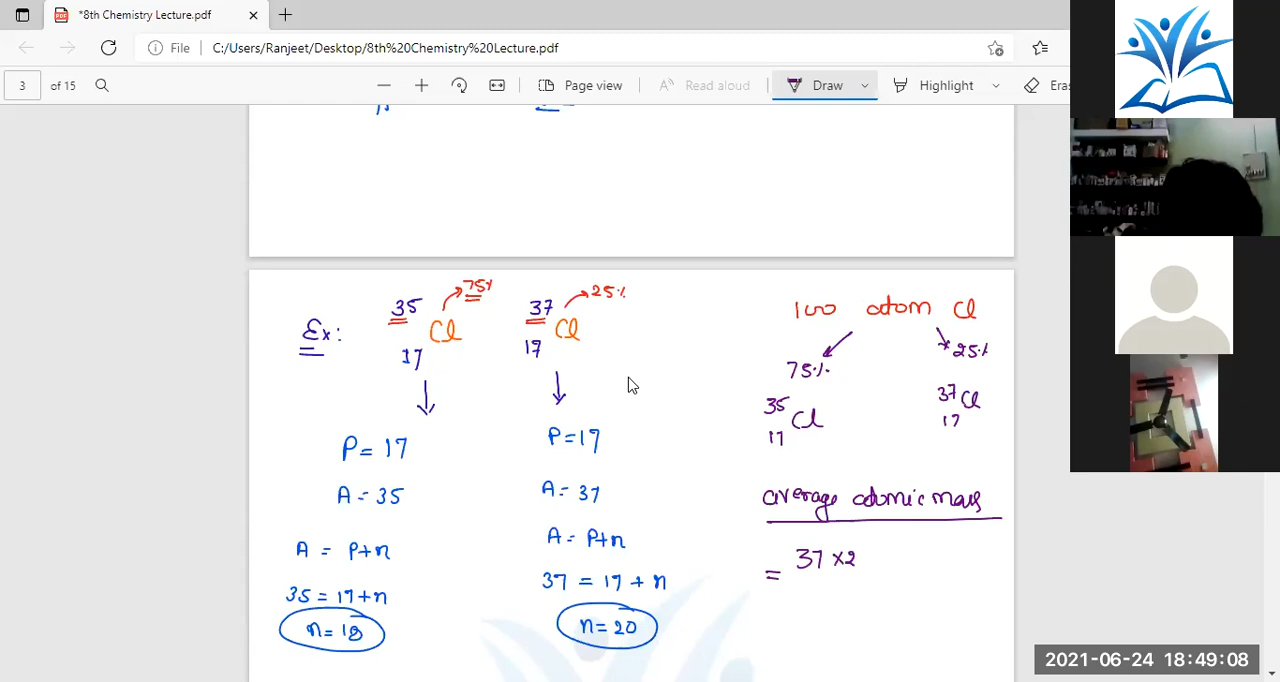 *8th Chemistry Lecture.pdf
File C:/Users/Ranjeet/Desktop/8th%20Chemistry%20Lecture.pdf
3 of 15 Page view Read aloud Draw Highlight Eras
Ex: 35 17 Cl 75% 37 17 Cl 25%
P = 17 P = 17
A = 35 A = 37
A = P+n A = P+n
35 = 17+n 37 = 17 + n
n = 18 n = 20
100 atom Cl
75% 25%
35 17 Cl 37 17 Cl
average atomic mass
= 37 × 2
2021-06-24 18:49:08